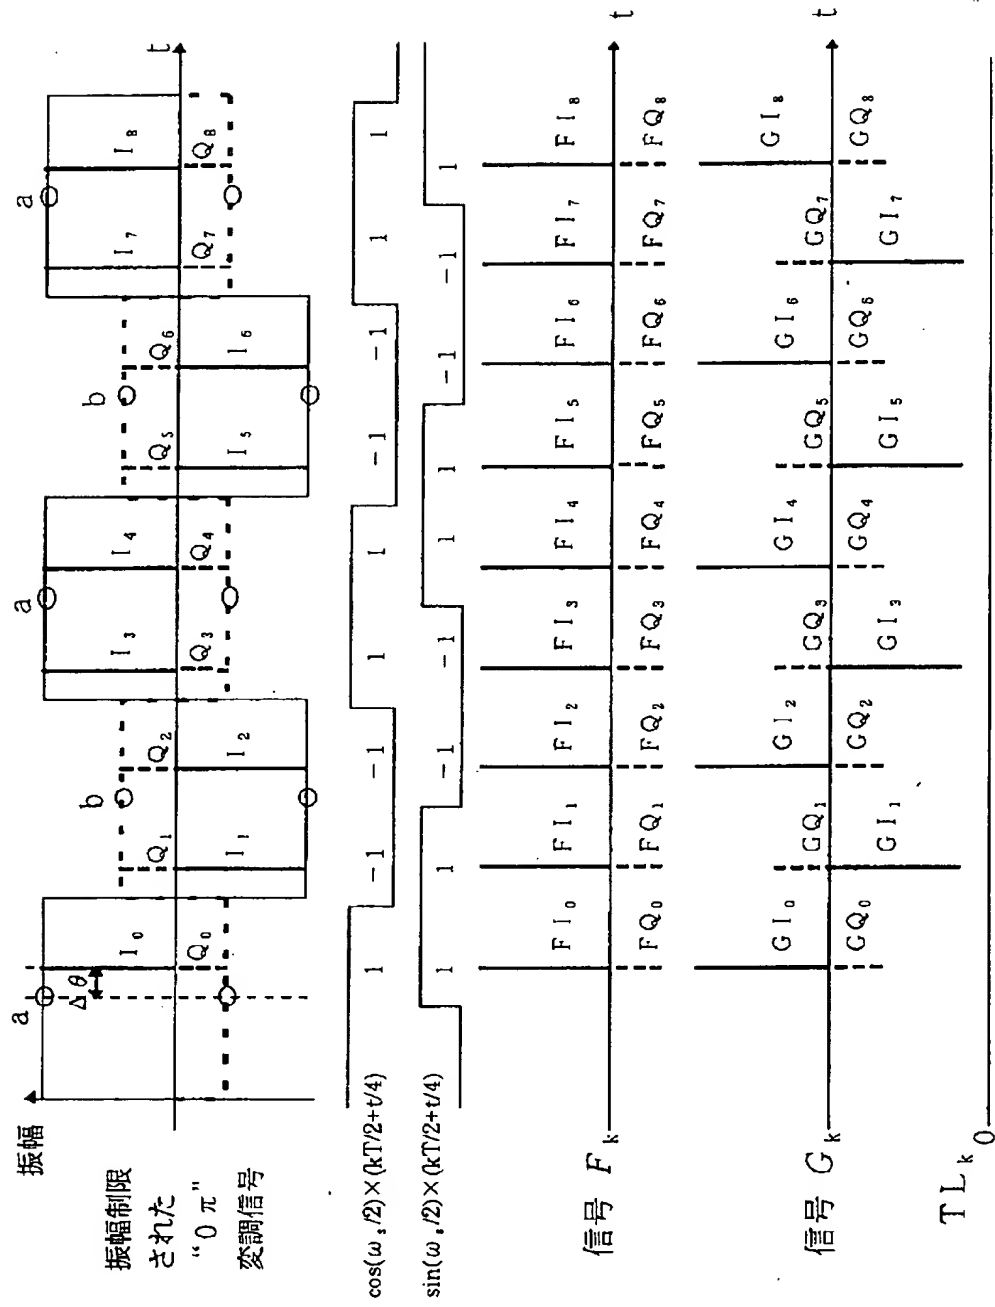 振幅
振幅制限
された
“0 π”
変調信号
a b a b a
Δθ
I₀ I₁ I₂ I₃ I₄ I₅ I₆ I₇ I₈
Q₀ Q₁ Q₂ Q₃ Q₄ Q₅ Q₆ Q₇ Q₈
t
cos(ωₛ/2)×(kT/2+t/4)
1 −1 −1 1 1 −1 −1 1 1
sin(ωₛ/2)×(kT/2+t/4)
1 1 −1 −1 1 1 −1 −1 1
信号 Fₖ
FI₀ FI₁ FI₂ FI₃ FI₄ FI₅ FI₆ FI₇ FI₈
FQ₀ FQ₁ FQ₂ FQ₃ FQ₄ FQ₅ FQ₆ FQ₇ FQ₈
t
信号 Gₖ
GI₀ GQ₁ GI₂ GQ₃ GI₄ GQ₅ GI₆ GQ₇ GI₈
GQ₀ GI₁ GQ₂ GI₃ GQ₄ GI₅ GQ₆ GI₇ GQ₈
t
TLₖ
0